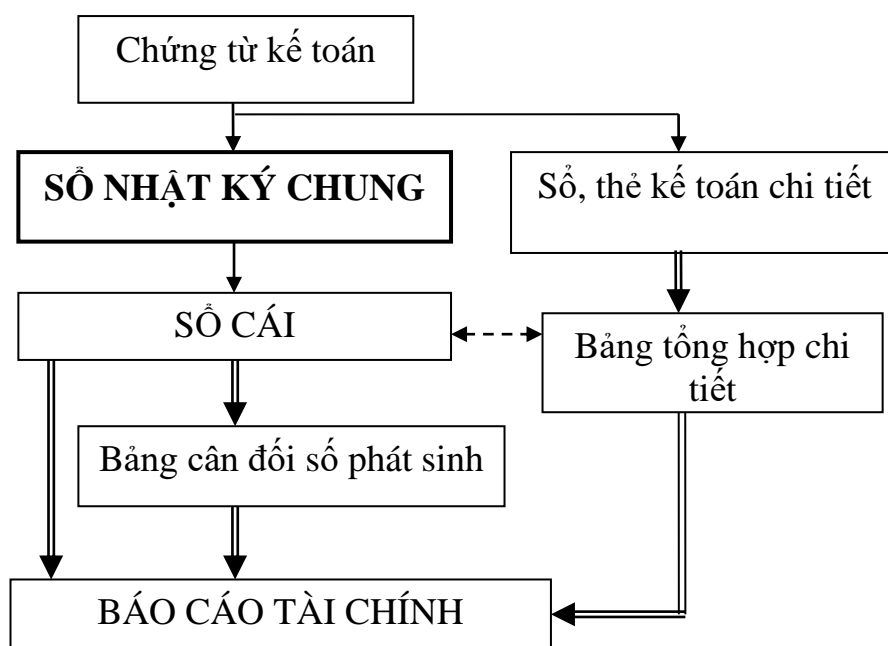 Chứng từ kế toán
SỔ NHẬT KÝ CHUNG
Sổ, thẻ kế toán chi tiết
SỔ CÁI
Bảng tổng hợp chi
tiết
Bảng cân đối số phát sinh
BÁO CÁO TÀI CHÍNH